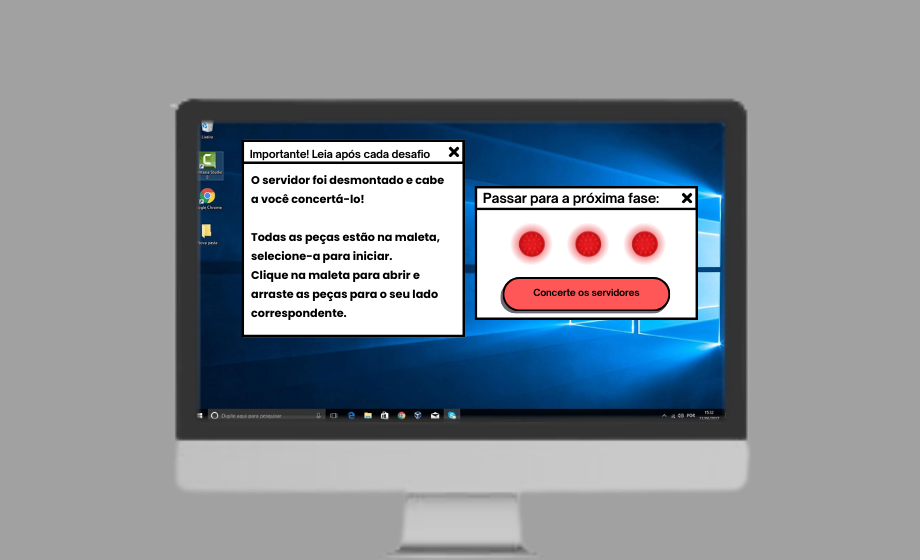 Importante! Leia após cada desafio
O servidor foi desmontado e cabe
a você concertá-lo!
Todas as peças estão na maleta,
selecione-a para iniciar.
Clique na maleta para abrir e
arraste as peças para o seu lado
correspondente.
Passar para a próxima fase:
Concerte os servidores
Lixeira
Google Chrome
Nova pasta
Digite aqui para pesquisar
POR
15:32